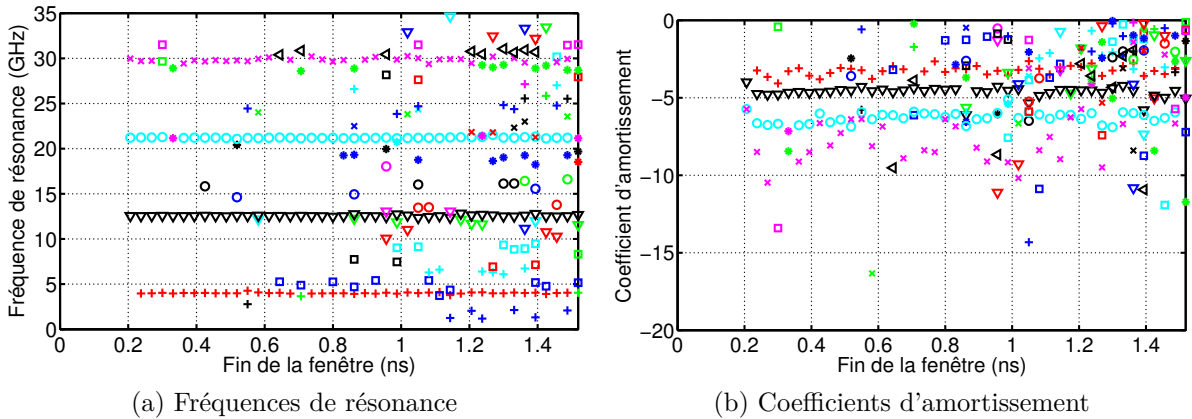 35
30
25
20
15
10
5
0
Fréquence de résonance (GHz)
0 0.2 0.4 0.6 0.8 1 1.2 1.4
Fin de la fenêtre (ns)
(a) Fréquences de résonance
0
−5
−10
−15
−20
Coefficient d'amortissement
0 0.2 0.4 0.6 0.8 1 1.2 1.4
Fin de la fenêtre (ns)
(b) Coefficients d'amortissement